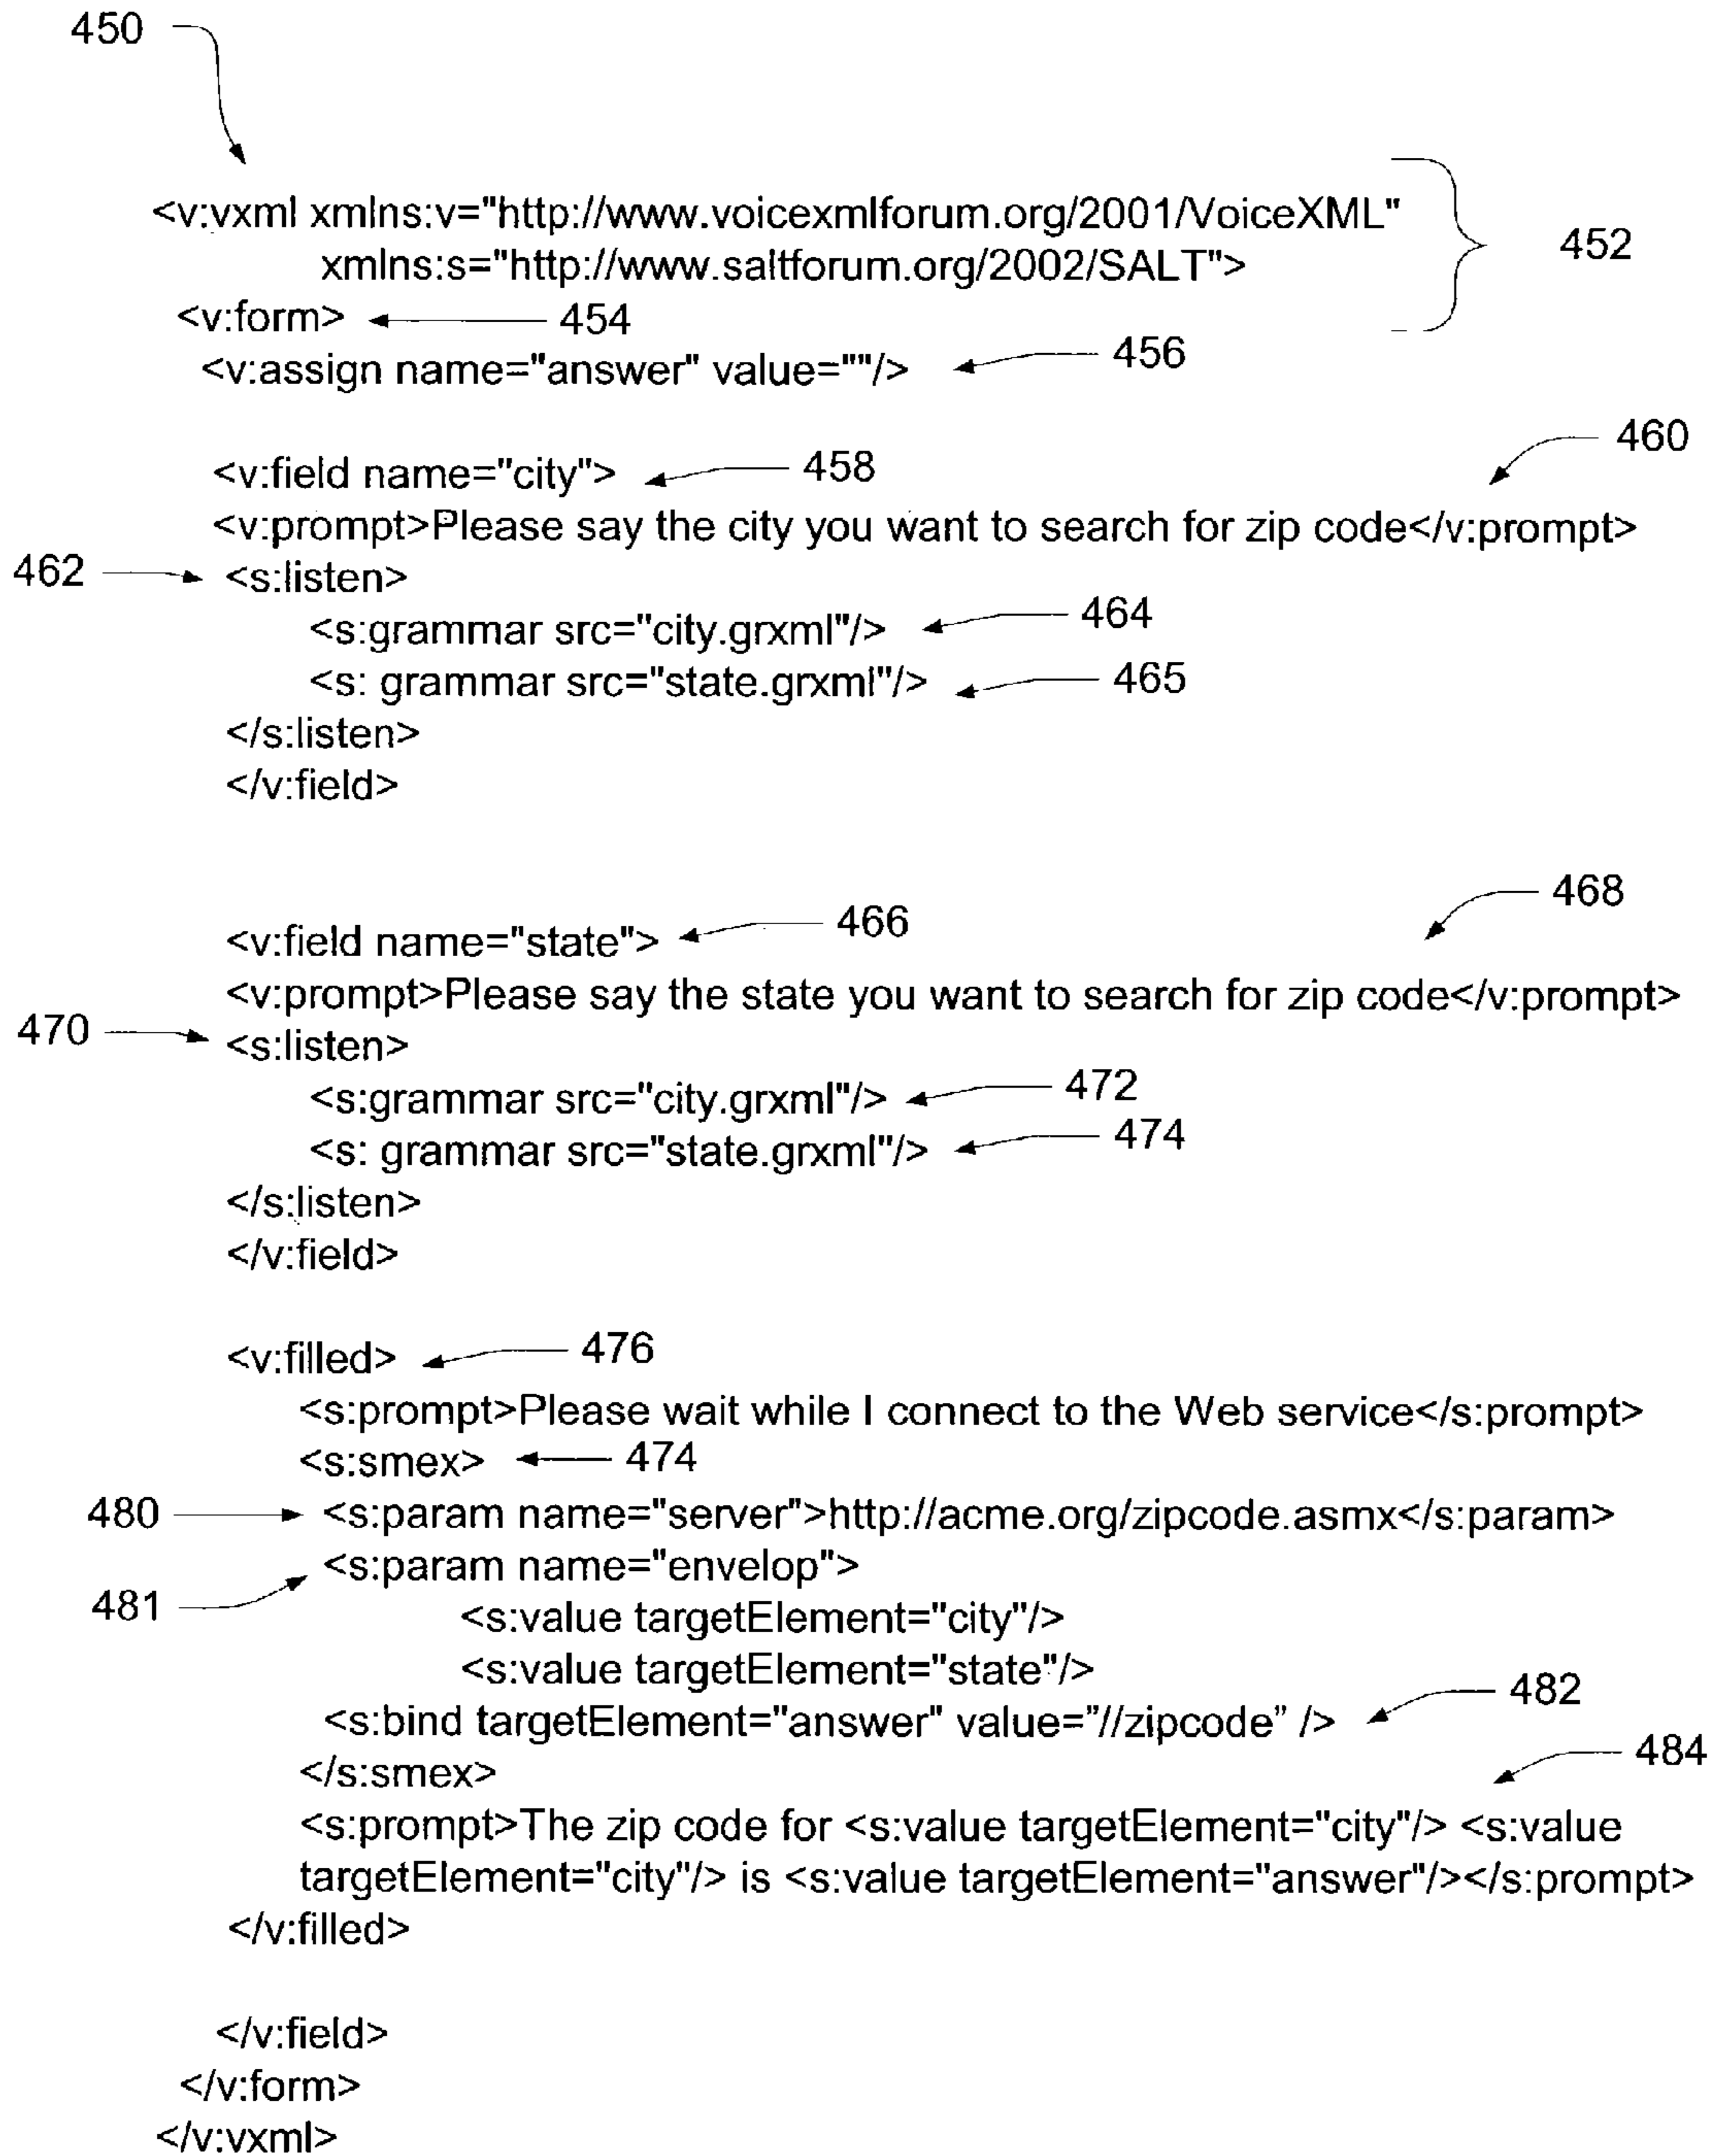 450
<v:vxml xmlns:v="http://www.voicexmlforum.org/2001/VoiceXML"
xmlns:s="http://www.saltforum.org/2002/SALT"> 452
<v:form> 454
<v:assign name="answer" value=""/> 456
460
<v:field name="city"> 458
<v:prompt>Please say the city you want to search for zip code</v:prompt>
462 <s:listen>
<s:grammar src="city.grxml"/> 464
<s: grammar src="state.grxml"/> 465
</s:listen>
</v:field>
468
<v:field name="state"> 466
<v:prompt>Please say the state you want to search for zip code</v:prompt>
470 <s:listen>
<s:grammar src="city.grxml"/> 472
<s: grammar src="state.grxml"/> 474
</s:listen>
</v:field>
<v:filled> 476
<s:prompt>Please wait while I connect to the Web service</s:prompt>
<s:smex> 474
480 <s:param name="server">http://acme.org/zipcode.asmx</s:param>
481 <s:param name="envelop">
<s:value targetElement="city"/>
<s:value targetElement="state"/>
<s:bind targetElement="answer" value=”//zipcode” /> 482
</s:smex> 484
<s:prompt>The zip code for <s:value targetElement="city"/> <s:value
targetElement="city"/> is <s:value targetElement="answer"/></s:prompt>
</v:filled>
</v:field>
</v:form>
</v:vxml>